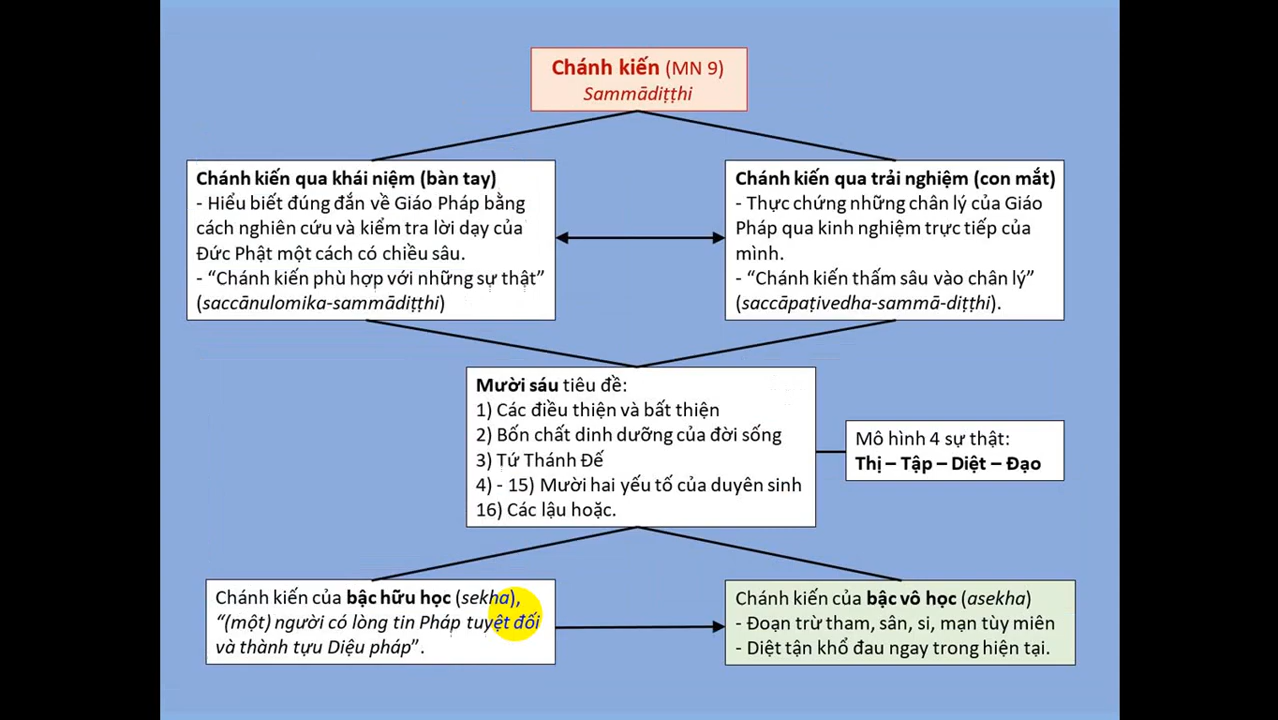 Chánh kiến (MN 9)
Sammādiṭṭhi
Chánh kiến qua khái niệm (bàn tay)
- Hiểu biết đúng đắn về Giáo Pháp bằng
cách nghiên cứu và kiểm tra lời dạy của
Đức Phật một cách có chiều sâu.
- “Chánh kiến phù hợp với những sự thật”
(saccānulomika-sammādiṭṭhi)
Chánh kiến qua trải nghiệm (con mắt)
- Thực chứng những chân lý của Giáo
Pháp qua kinh nghiệm trực tiếp của
mình.
- “Chánh kiến thấm sâu vào chân lý”
(saccāpaṭivedha-sammā-diṭṭhi).
Mười sáu tiêu đề:
1) Các điều thiện và bất thiện
2) Bốn chất dinh dưỡng của đời sống
3) Tứ Thánh Đế
4) - 15) Mười hai yếu tố của duyên sinh
16) Các lậu hoặc.
Mô hình 4 sự thật:
Thị – Tập – Diệt – Đạo
Chánh kiến của bậc hữu học (sekha),
“(một) người có lòng tin Pháp tuyệt đối
và thành tựu Diệu pháp”.
Chánh kiến của bậc vô học (asekha)
- Đoạn trừ tham, sân, si, mạn tùy miên
- Diệt tận khổ đau ngay trong hiện tại.